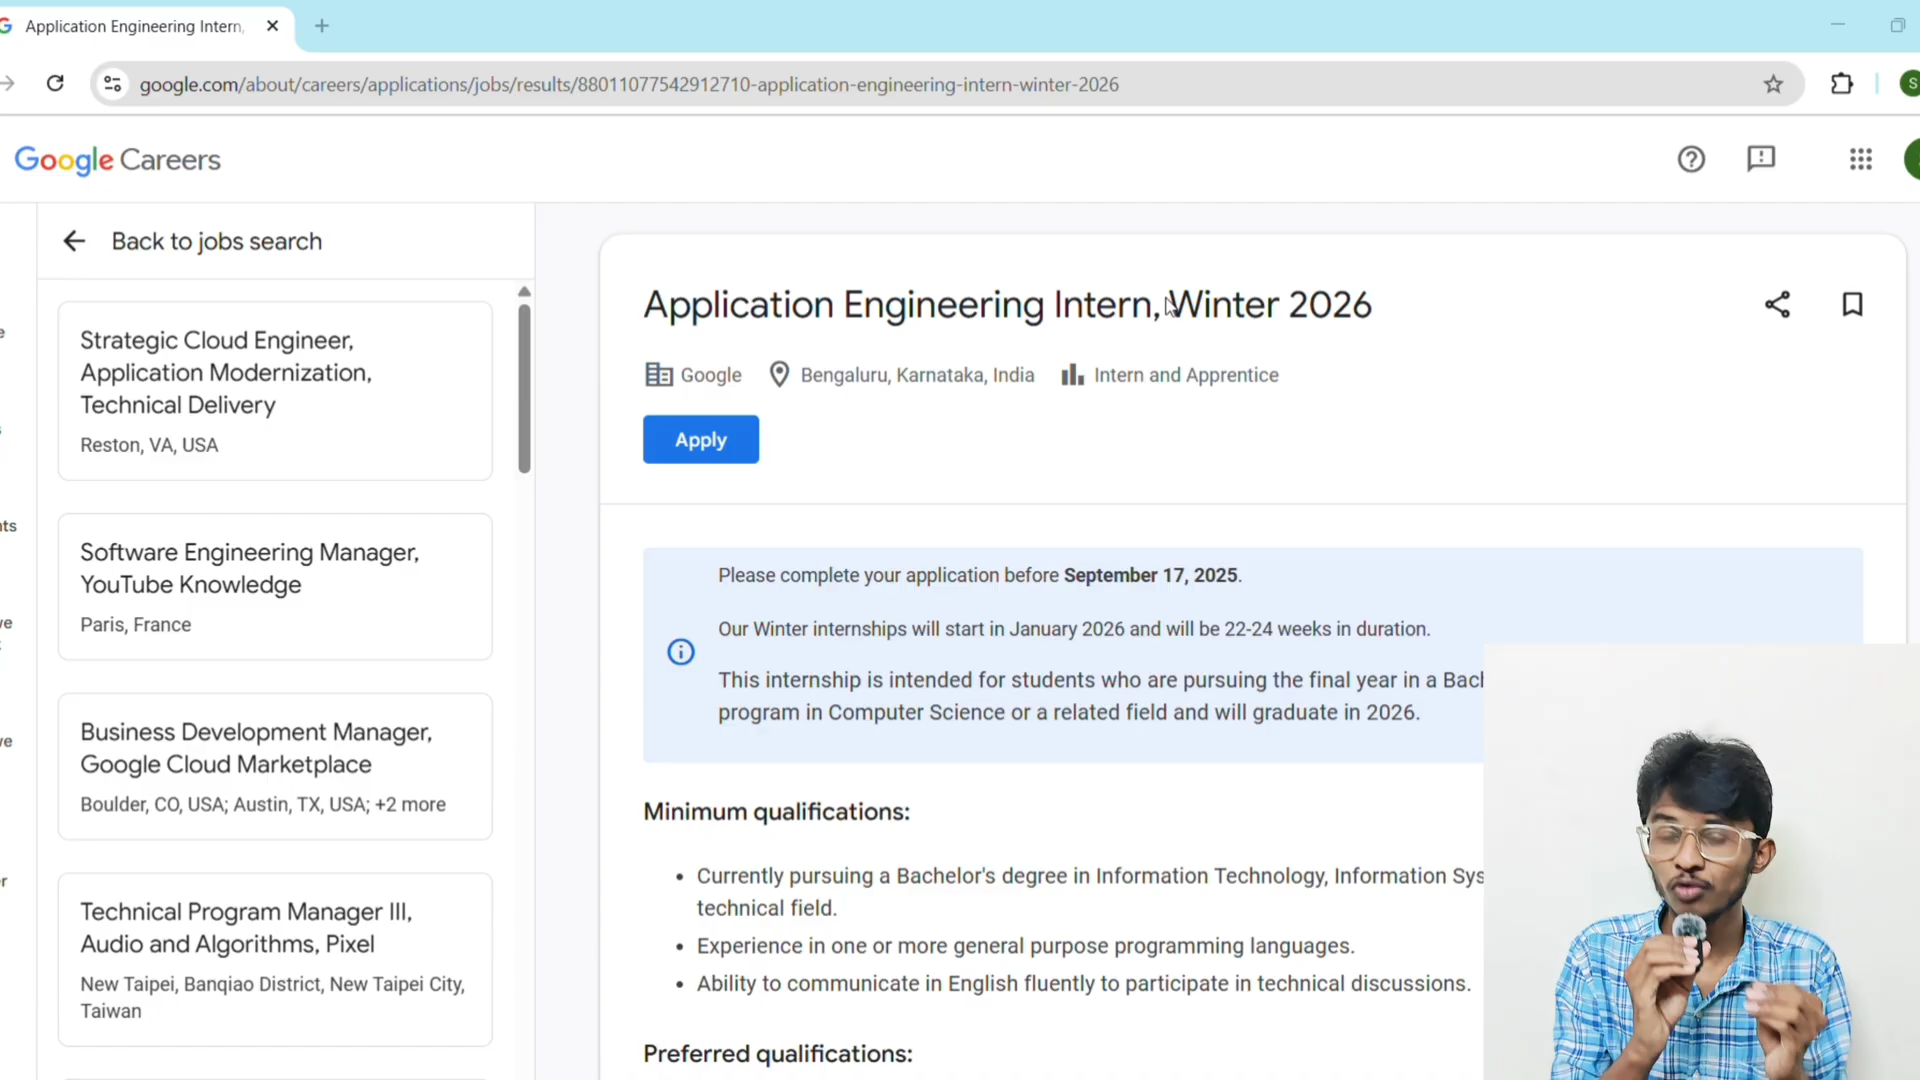 Application Engineering Intern,
google.com/about/careers/applications/jobs/results/88011077542912710-application-engineering-intern-winter-2026
S
Google Careers
Back to jobs search
Strategic Cloud Engineer,
Application Modernization,
Technical Delivery
Reston, VA, USA
Software Engineering Manager,
YouTube Knowledge
Paris, France
Business Development Manager,
Google Cloud Marketplace
Boulder, CO, USA; Austin, TX, USA; +2 more
Technical Program Manager III,
Audio and Algorithms, Pixel
New Taipei, Banqiao District, New Taipei City,
Taiwan
Application Engineering Intern, Winter 2026
Google Bengaluru, Karnataka, India Intern and Apprentice
Apply
Please complete your application before September 17, 2025.
Our Winter internships will start in January 2026 and will be 22-24 weeks in duration.
This internship is intended for students who are pursuing the final year in a Bach
program in Computer Science or a related field and will graduate in 2026.
Minimum qualifications:
Currently pursuing a Bachelor's degree in Information Technology, Information Sys
technical field.
Experience in one or more general purpose programming languages.
Ability to communicate in English fluently to participate in technical discussions.
Preferred qualifications: